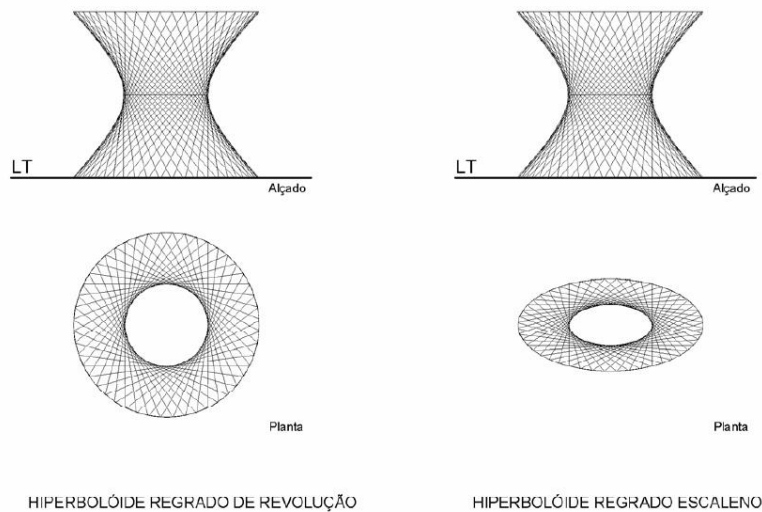 LT
Alçado
LT
Alçado
Planta
Planta
HIPERBOLÓIDE REGRADO DE REVOLUÇÃO
HIPERBOLÓIDE REGRADO ESCALENO